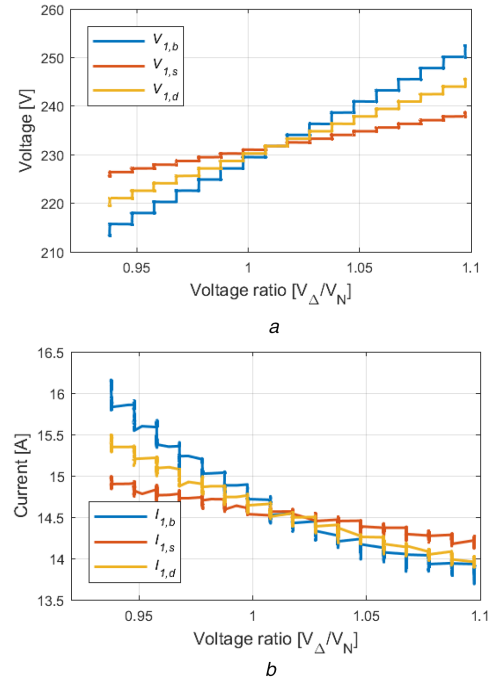 260
250
240
230
220
210
Voltage [V]
V1,b
V1,s
V1,d
0.95
1
1.05
1.1
Voltage ratio [VΔ/VN]
a
16.5
16
15.5
15
14.5
14
13.5
Current [A]
I1,b
I1,s
I1,d
0.95
1
1.05
1.1
Voltage ratio [VΔ/VN]
b